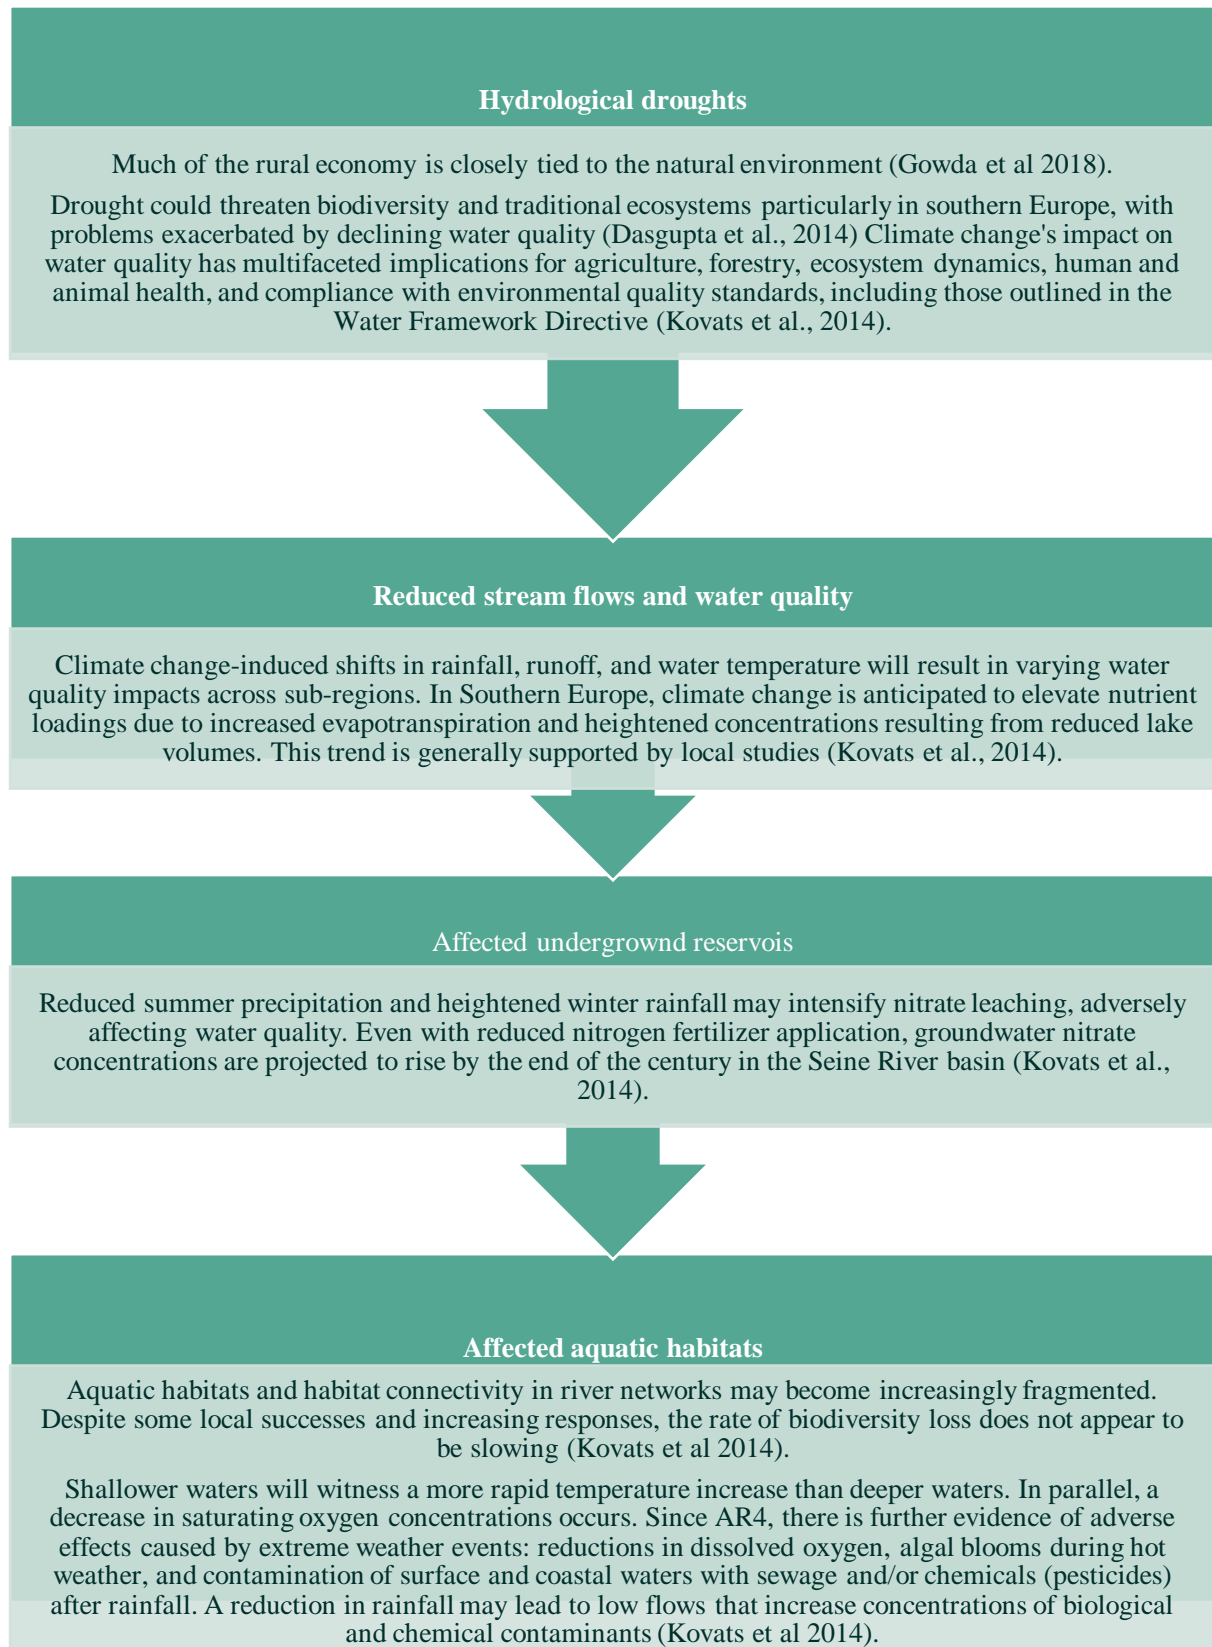 Hydrological droughts
Much of the rural economy is closely tied to the natural environment (Gowda et al 2018).
Drought could threaten biodiversity and traditional ecosystems particularly in southern Europe, with
problems exacerbated by declining water quality (Dasgupta et al., 2014) Climate change's impact on
water quality has multifaceted implications for agriculture, forestry, ecosystem dynamics, human and
animal health, and compliance with environmental quality standards, including those outlined in the
Water Framework Directive (Kovats et al., 2014).
Reduced stream flows and water quality
Climate change-induced shifts in rainfall, runoff, and water temperature will result in varying water
quality impacts across sub-regions. In Southern Europe, climate change is anticipated to elevate nutrient
loadings due to increased evapotranspiration and heightened concentrations resulting from reduced lake
volumes. This trend is generally supported by local studies (Kovats et al., 2014).
Affected undergrownd reservois
Reduced summer precipitation and heightened winter rainfall may intensify nitrate leaching, adversely
affecting water quality. Even with reduced nitrogen fertilizer application, groundwater nitrate
concentrations are projected to rise by the end of the century in the Seine River basin (Kovats et al.,
2014).
Affected aquatic habitats
Aquatic habitats and habitat connectivity in river networks may become increasingly fragmented.
Despite some local successes and increasing responses, the rate of biodiversity loss does not appear to
be slowing (Kovats et al 2014).
Shallower waters will witness a more rapid temperature increase than deeper waters. In parallel, a
decrease in saturating oxygen concentrations occurs. Since AR4, there is further evidence of adverse
effects caused by extreme weather events: reductions in dissolved oxygen, algal blooms during hot
weather, and contamination of surface and coastal waters with sewage and/or chemicals (pesticides)
after rainfall. A reduction in rainfall may lead to low flows that increase concentrations of biological
and chemical contaminants (Kovats et al 2014).